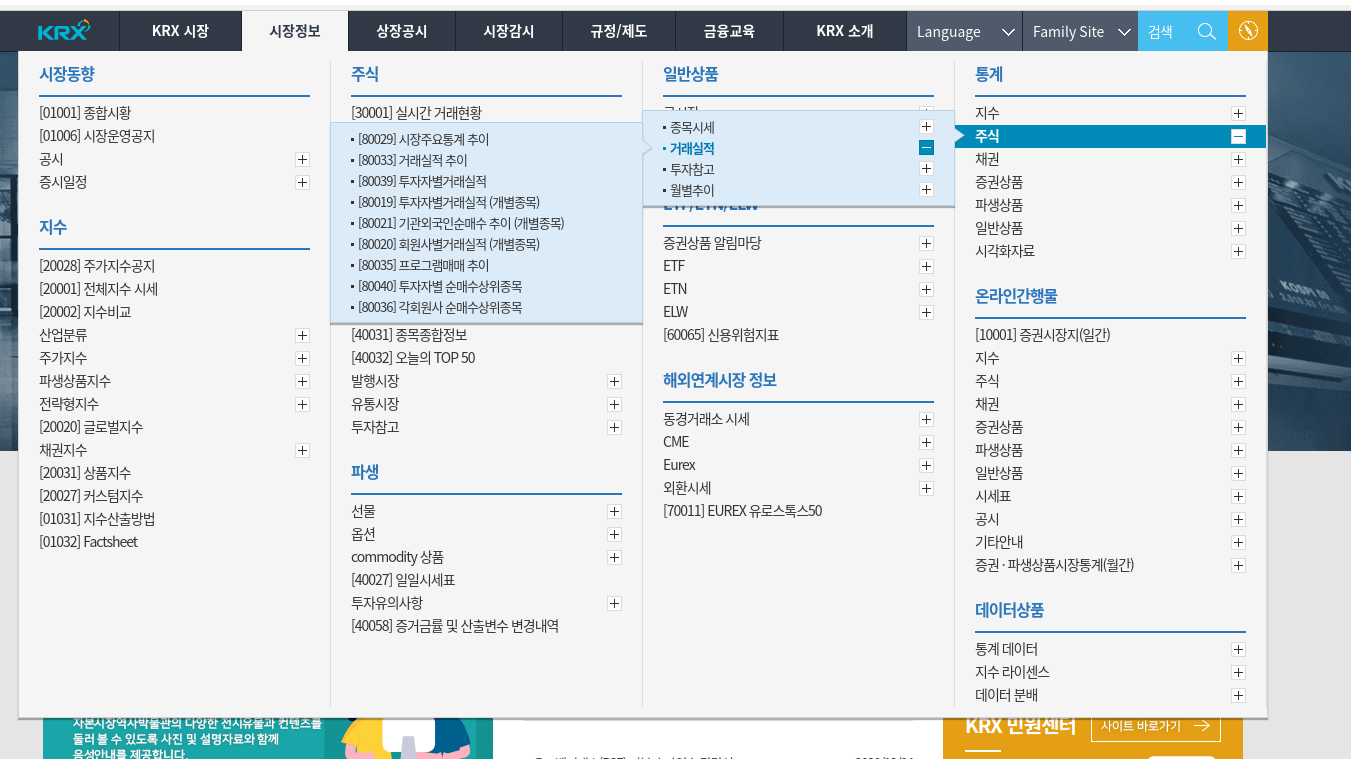 KRX
KRX 시장
시장정보
상장공시
시장감시
규정/제도
금융교육
KRX 소개
Language
Family Site
검색
시장동향
[01001] 종합시황
[01006] 시장운영공지
공시
증시일정
지수
[20028] 주가지수공지
[20001] 전체지수 시세
[20002] 지수비교
산업분류
주가지수
파생상품지수
전략형지수
[20020] 글로벌지수
채권지수
[20031] 상품지수
[20027] 커스텀지수
[01031] 지수산출방법
[01032] Factsheet
주식
[30001] 실시간 거래현황
[80029] 시장주요통계 추이
[80033] 거래실적 추이
[80039] 투자자별거래실적
[80019] 투자자별거래실적 (개별종목)
[80021] 기관외국인순매수 추이 (개별종목)
[80020] 회원사별거래실적 (개별종목)
[80035] 프로그램매매 추이
[80040] 투자자별 순매수상위종목
[80036] 각회원사 순매수상위종목
[40031] 종목종합정보
[40032] 오늘의 TOP 50
발행시장
유통시장
투자참고
파생
선물
옵션
commodity 상품
[40027] 일일시세표
투자유의사항
[40058] 증거금률 및 산출변수 변경내역
일반상품
종목시세
거래실적
투자참고
월별추이
ETF/ETN/ELW
증권상품 알림마당
ETF
ETN
ELW
[60065] 신용위험지표
해외연계시장 정보
동경거래소 시세
CME
Eurex
외환시세
[70011] EUREX 유로스톡스50
통계
지수
주식
채권
증권상품
파생상품
일반상품
시각화자료
온라인간행물
[10001] 증권시장지(일간)
지수
주식
채권
증권상품
파생상품
일반상품
시세표
공시
기타안내
증권 · 파생상품시장통계(월간)
데이터상품
통계 데이터
지수 라이센스
데이터 분배
자본시장역사박물관의 다양한 전시유물과 컨텐츠를
둘러 볼 수 있도록 사진 및 설명자료와 함께
음성안내를 제공합니다.
KRX 민원센터
사이트 바로가기
KOSPI 50